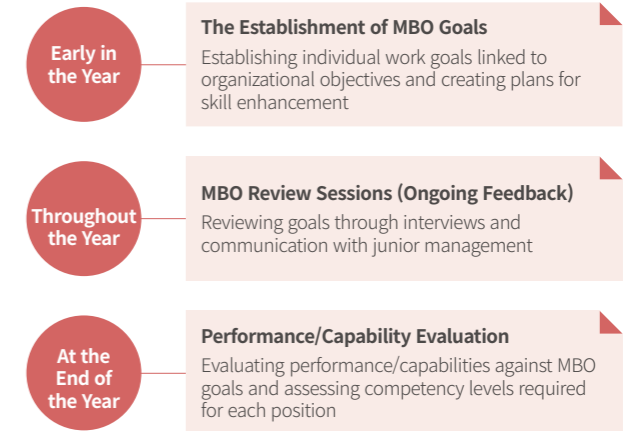 Early in
the Year
The Establishment of MBO Goals
Establishing individual work goals linked to
organizational objectives and creating plans for
skill enhancement
Throughout
the Year
MBO Review Sessions (Ongoing Feedback)
Reviewing goals through interviews and
communication with junior management
At the
End of
the Year
Performance/Capability Evaluation
Evaluating performance/capabilities against MBO
goals and assessing competency levels required
for each position